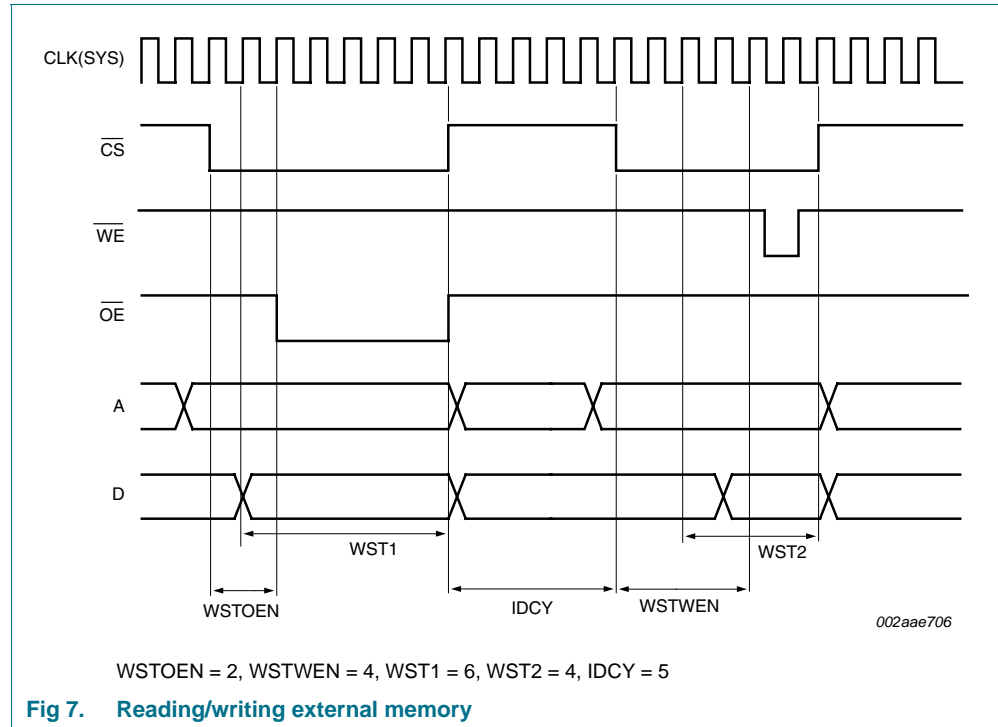 CLK(SYS)
CS
WE
OE
A
D
WST1
WST2
WSTOEN
IDCY
WSTWEN
002aae706
WSTOEN = 2, WSTWEN = 4, WST1 = 6, WST2 = 4, IDCY = 5
Fig 7. Reading/writing external memory